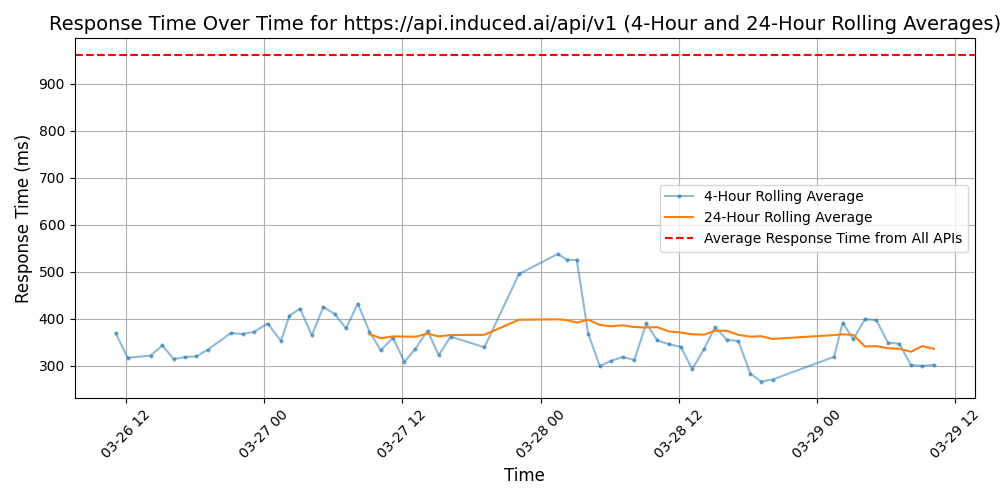 Response Time Over Time for https://api.induced.ai/api/v1 (4-Hour and 24-Hour Rolling Averages)
Response Time (ms)
900
800
700
600
500
400
300
4-Hour Rolling Average
24-Hour Rolling Average
Average Response Time from All APIs
03-26 12
03-27 00
03-27 12
03-28 00
03-28 12
03-29 00
03-29 12
Time